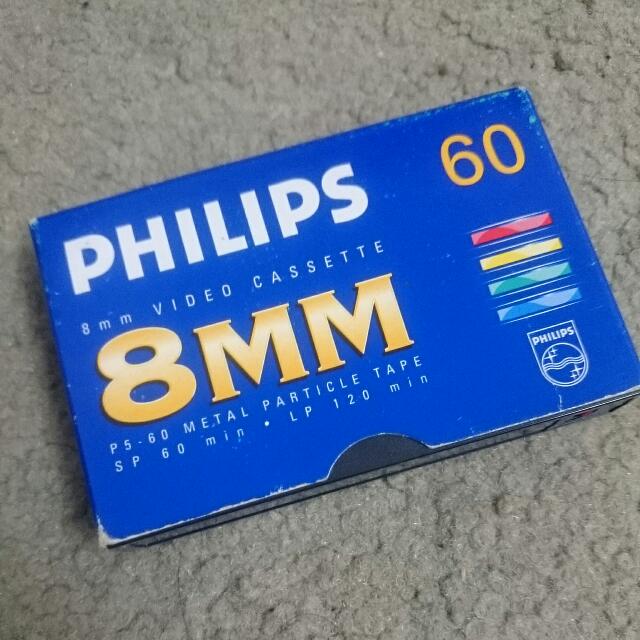 60
PHILIPS
8mm VIDEO CASSETTE
8MM
P5-60 METAL PARTICLE TAPE
SP 60 min • LP 120 min
PHILIPS